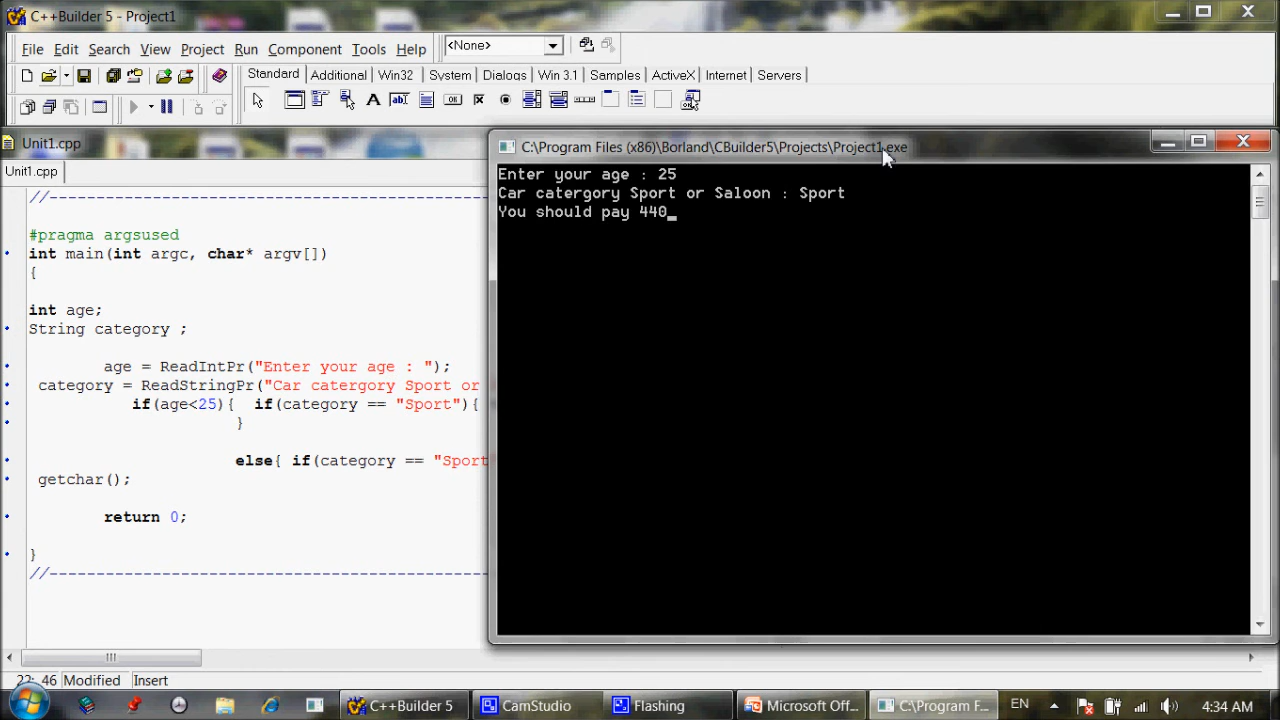 C++Builder 5 - Project1
File Edit Search View Project Run Component Tools Help <None>
Standard Additional Win32 System Dialogs Win 3.1 Samples ActiveX Internet Servers
Unit1.cpp
Unit1.cpp
//-----------------------------------------------
#pragma argsused
int main(int argc, char* argv[])
{
int age;
String category ;
age = ReadIntPr("Enter your age : ");
category = ReadStringPr("Car catergory Sport or
if(age<25){ if(category == "Sport"){
}
else{ if(category == "Sport
getchar();
return 0;
}
//-----------------------------------------------
22: 46 Modified Insert
C:\Program Files (x86)\Borland\CBuilder5\Projects\Project1.exe
Enter your age : 25
Car catergory Sport or Saloon : Sport
You should pay 440_
C++Builder 5 CamStudio Flashing Microsoft Off... C:\Program F... EN 4:34 AM